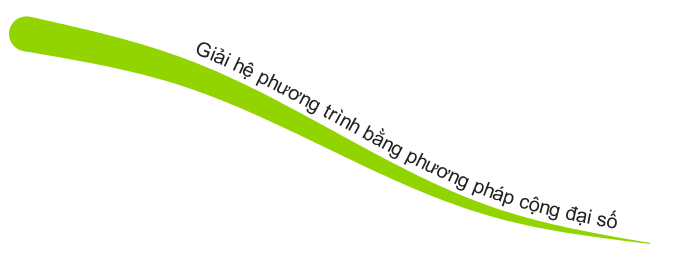 Giải hệ phương trình bằng phương pháp cộng đại số